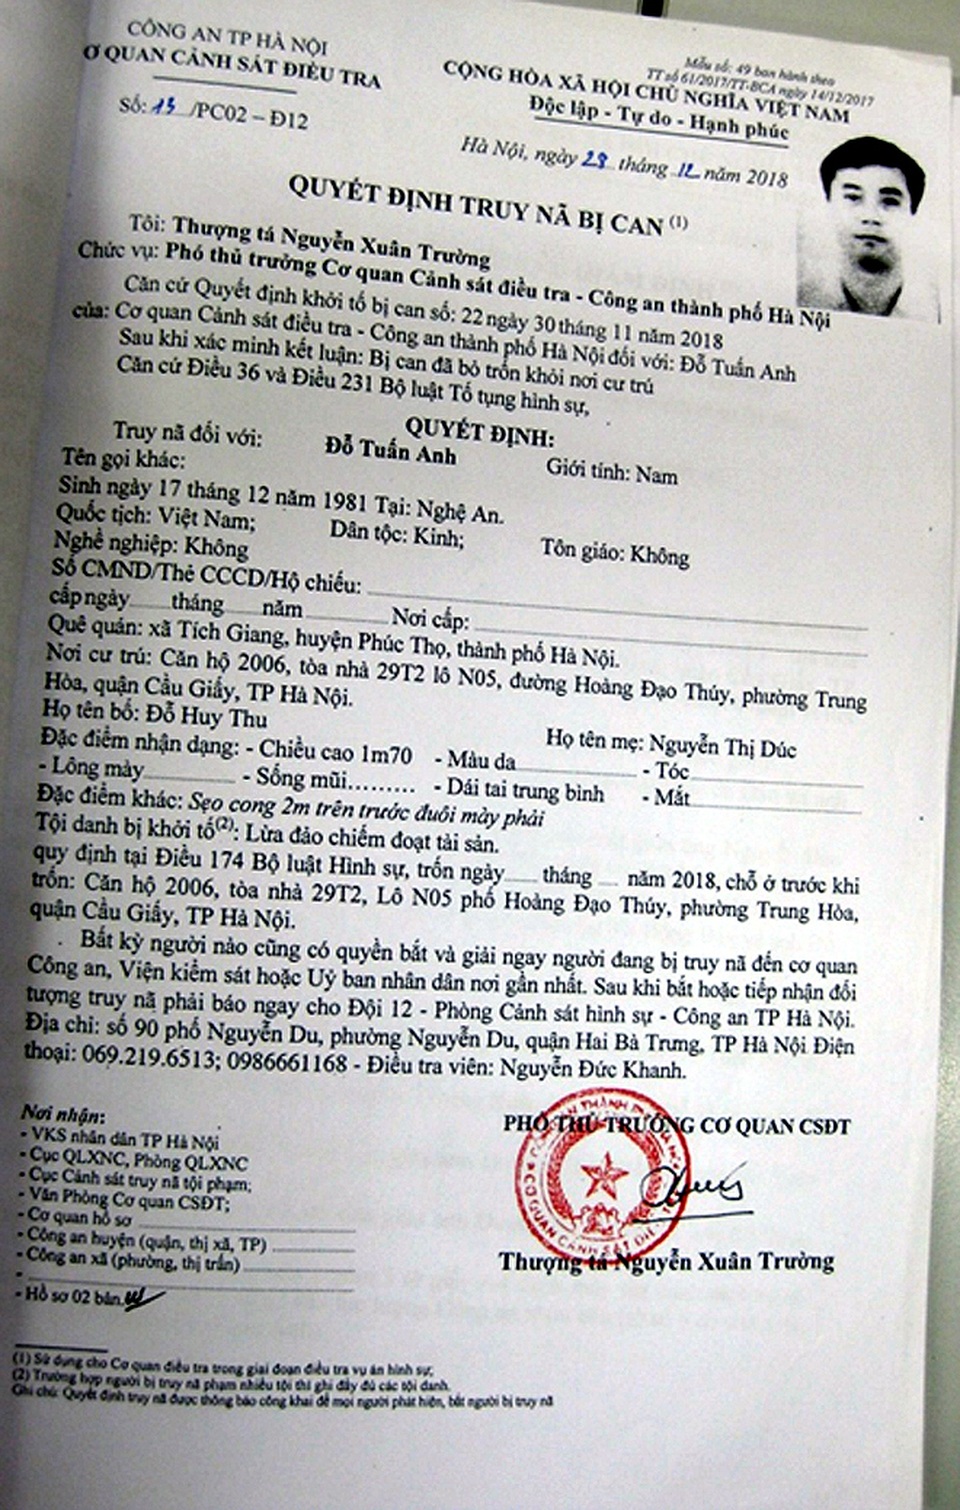 CÔNG AN TP HÀ NỘI
Ơ QUAN CẢNH SÁT ĐIỀU TRA
Số: 13 /PC02 – Đ12
Mẫu số: 49 ban hành theo
TT số 61/2017/TT-BCA ngày 14/12/2017
CỘNG HÒA XÃ HỘI CHỦ NGHĨA VIỆT NAM
Độc lập - Tự do - Hạnh phúc
Hà Nội, ngày 28 tháng 12 năm 2018
QUYẾT ĐỊNH TRUY NÃ BỊ CAN (1)
Tôi: Thượng tá Nguyễn Xuân Trường
Chức vụ: Phó thủ trưởng Cơ quan Cảnh sát điều tra - Công an thành phố Hà Nội
Căn cứ Quyết định khởi tố bị can số: 22 ngày 30 tháng 11 năm 2018
của: Cơ quan Cảnh sát điều tra - Công an thành phố Hà Nội đối với: Đỗ Tuấn Anh
Sau khi xác minh kết luận: Bị can đã bỏ trốn khỏi nơi cư trú
Căn cứ Điều 36 và Điều 231 Bộ luật Tố tụng hình sự,
QUYẾT ĐỊNH:
Truy nã đối với: Đỗ Tuấn Anh Giới tính: Nam
Tên gọi khác:
Sinh ngày 17 tháng 12 năm 1981 Tại: Nghệ An.
Quốc tịch: Việt Nam; Dân tộc: Kinh; Tôn giáo: Không
Nghề nghiệp: Không
Số CMND/Thẻ CCCD/Hộ chiếu:
cấp ngày tháng năm Nơi cấp:
Quê quán: xã Tích Giang, huyện Phúc Thọ, thành phố Hà Nội.
Nơi cư trú: Căn hộ 2006, tòa nhà 29T2 lô N05, đường Hoàng Đạo Thúy, phường Trung
Hòa, quận Cầu Giấy, TP Hà Nội.
Họ tên bố: Đỗ Huy Thu Họ tên mẹ: Nguyễn Thị Dúc
Đặc điểm nhận dạng: - Chiều cao 1m70 - Màu da - Tóc
- Lông mày - Sống mũi......... - Dái tai trung bình - Mắt
Đặc điểm khác: Sẹo cong 2m trên trước đuôi mày phải
Tội danh bị khởi tố(2): Lừa đảo chiếm đoạt tài sản.
quy định tại Điều 174 Bộ luật Hình sự, trốn ngày tháng năm 2018, chỗ ở trước khi
trốn: Căn hộ 2006, tòa nhà 29T2, Lô N05 phố Hoàng Đạo Thúy, phường Trung Hòa,
quận Cầu Giấy, TP Hà Nội.
Bất kỳ người nào cũng có quyền bắt và giải ngay người đang bị truy nã đến cơ quan
Công an, Viện kiểm sát hoặc Uỷ ban nhân dân nơi gần nhất. Sau khi bắt hoặc tiếp nhận đối
tượng truy nã phải báo ngay cho Đội 12 - Phòng Cảnh sát hình sự - Công an TP Hà Nội.
Địa chỉ: số 90 phố Nguyễn Du, phường Nguyễn Du, quận Hai Bà Trưng, TP Hà Nội Điện
thoại: 069.219.6513; 0986661168 - Điều tra viên: Nguyễn Đức Khanh.
Nơi nhận:
- VKS nhân dân TP Hà Nội
- Cục QLXNC, Phòng QLXNC
- Cục Cảnh sát truy nã tội phạm;
- Văn Phòng Cơ quan CSĐT;
- Cơ quan hồ sơ
- Công an huyện (quận, thị xã, TP)
- Công an xã (phường, thị trấn)
-
- Hồ sơ 02 bản.
PHÓ THỦ TRƯỞNG CƠ QUAN CSĐT
Thượng tá Nguyễn Xuân Trường
(1) Sử dụng cho Cơ quan điều tra trong giai đoạn điều tra vụ án hình sự;
(2) Trường hợp người bị truy nã phạm nhiều tội thì ghi đầy đủ các tội danh.
Ghi chú: Quyết định truy nã được thông báo công khai để mọi người phát hiện, bắt người bị truy nã